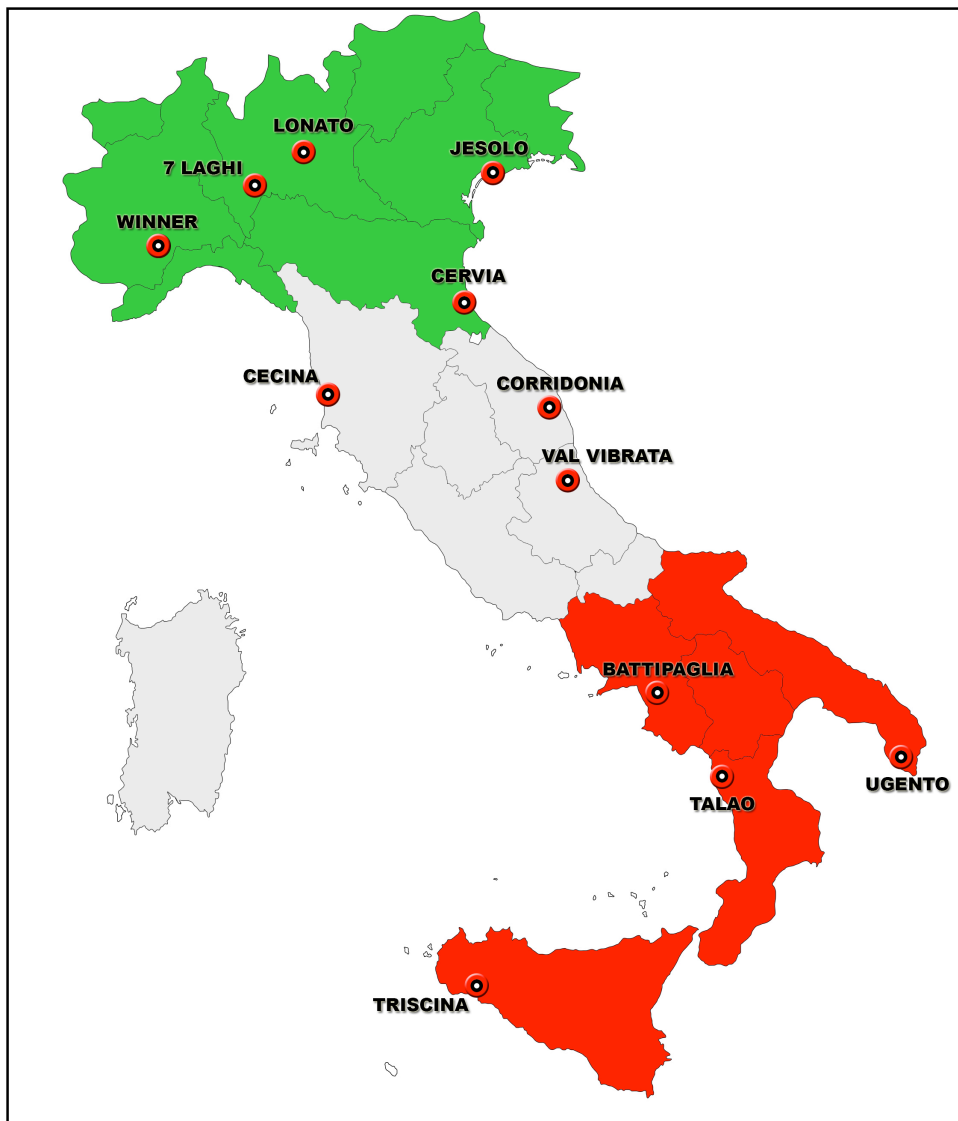 LONATO
JESOLO
7 LAGHI
WINNER
CERVIA
CECINA
CORRIDONIA
VAL VIBRATA
BATTIPAGLIA
UGENTO
TALAO
TRISCINA